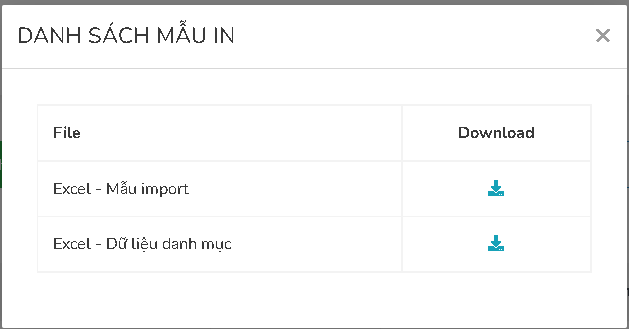 DANH SÁCH MẪU IN
File Download
Excel - Mẫu import
Excel - Dữ liệu danh mục